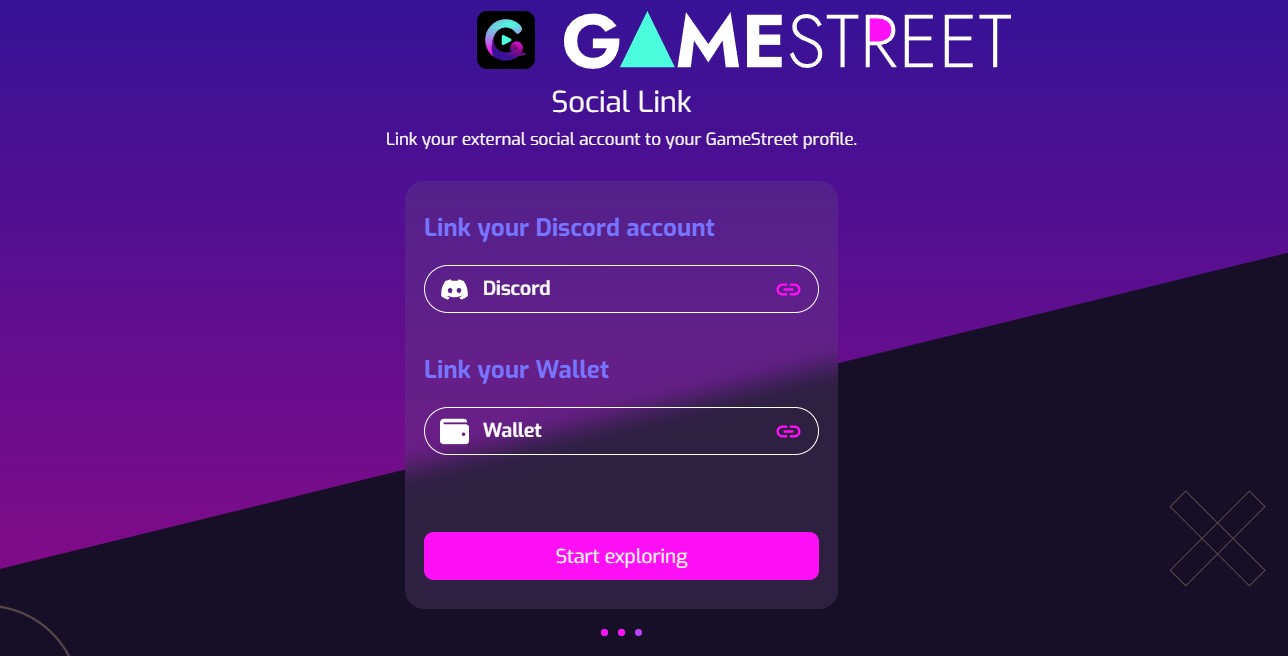 GAMESTREET
Social Link
Link your external social account to your GameStreet profile.
Link your Discord account
Discord
Link your Wallet
Wallet
Start exploring